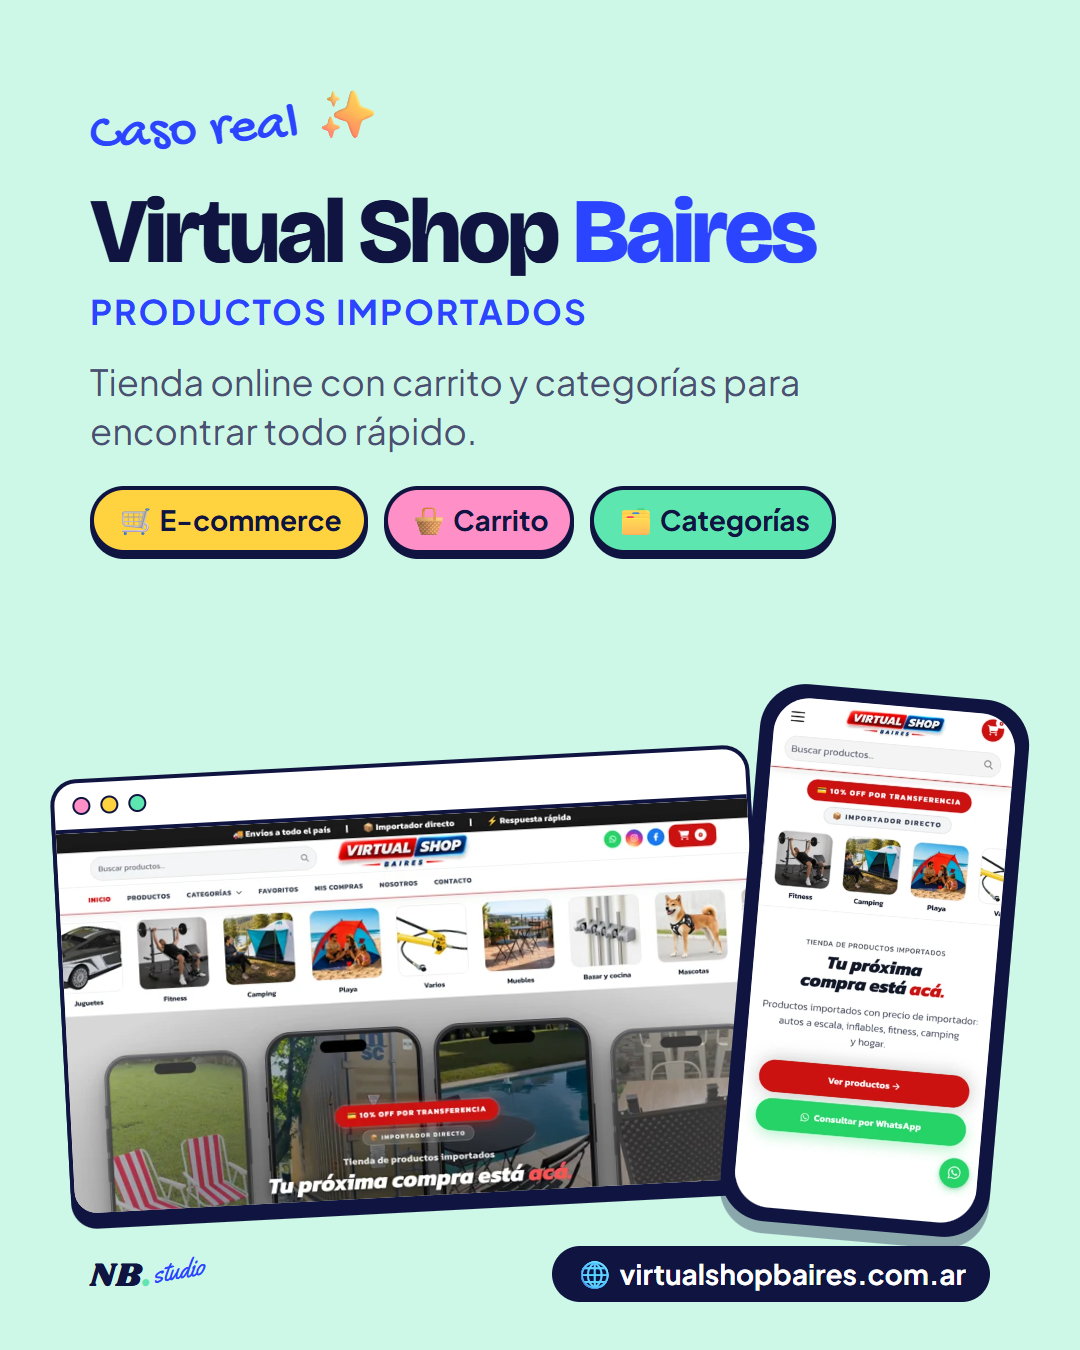 Caso real
Virtual Shop Baires
PRODUCTOS IMPORTADOS
Tienda online con carrito y categorías para
encontrar todo rápido.
E-commerce
Carrito
Categorías
Envíos a todo el país | Importador directo | Respuesta rápida
Buscar productos...
VIRTUAL SHOP
BAIRES
0
INICIO PRODUCTOS CATEGORÍAS FAVORITOS MIS COMPRAS NOSOTROS CONTACTO
Juguetes Fitness Camping Playa Varios Muebles Bazar y cocina Mascotas
10% OFF POR TRANSFERENCIA
IMPORTADOR DIRECTO
Tienda de productos importados
Tu próxima compra está acá.
VIRTUAL SHOP
BAIRES
Buscar productos...
10% OFF POR TRANSFERENCIA
IMPORTADOR DIRECTO
Fitness Camping Playa Va
TIENDA DE PRODUCTOS IMPORTADOS
Tu próxima
compra está acá.
Productos importados con precio de importador:
autos a escala, inflables, fitness, camping
y hogar.
Ver productos →
Consultar por WhatsApp
NB.studio
virtualshopbaires.com.ar